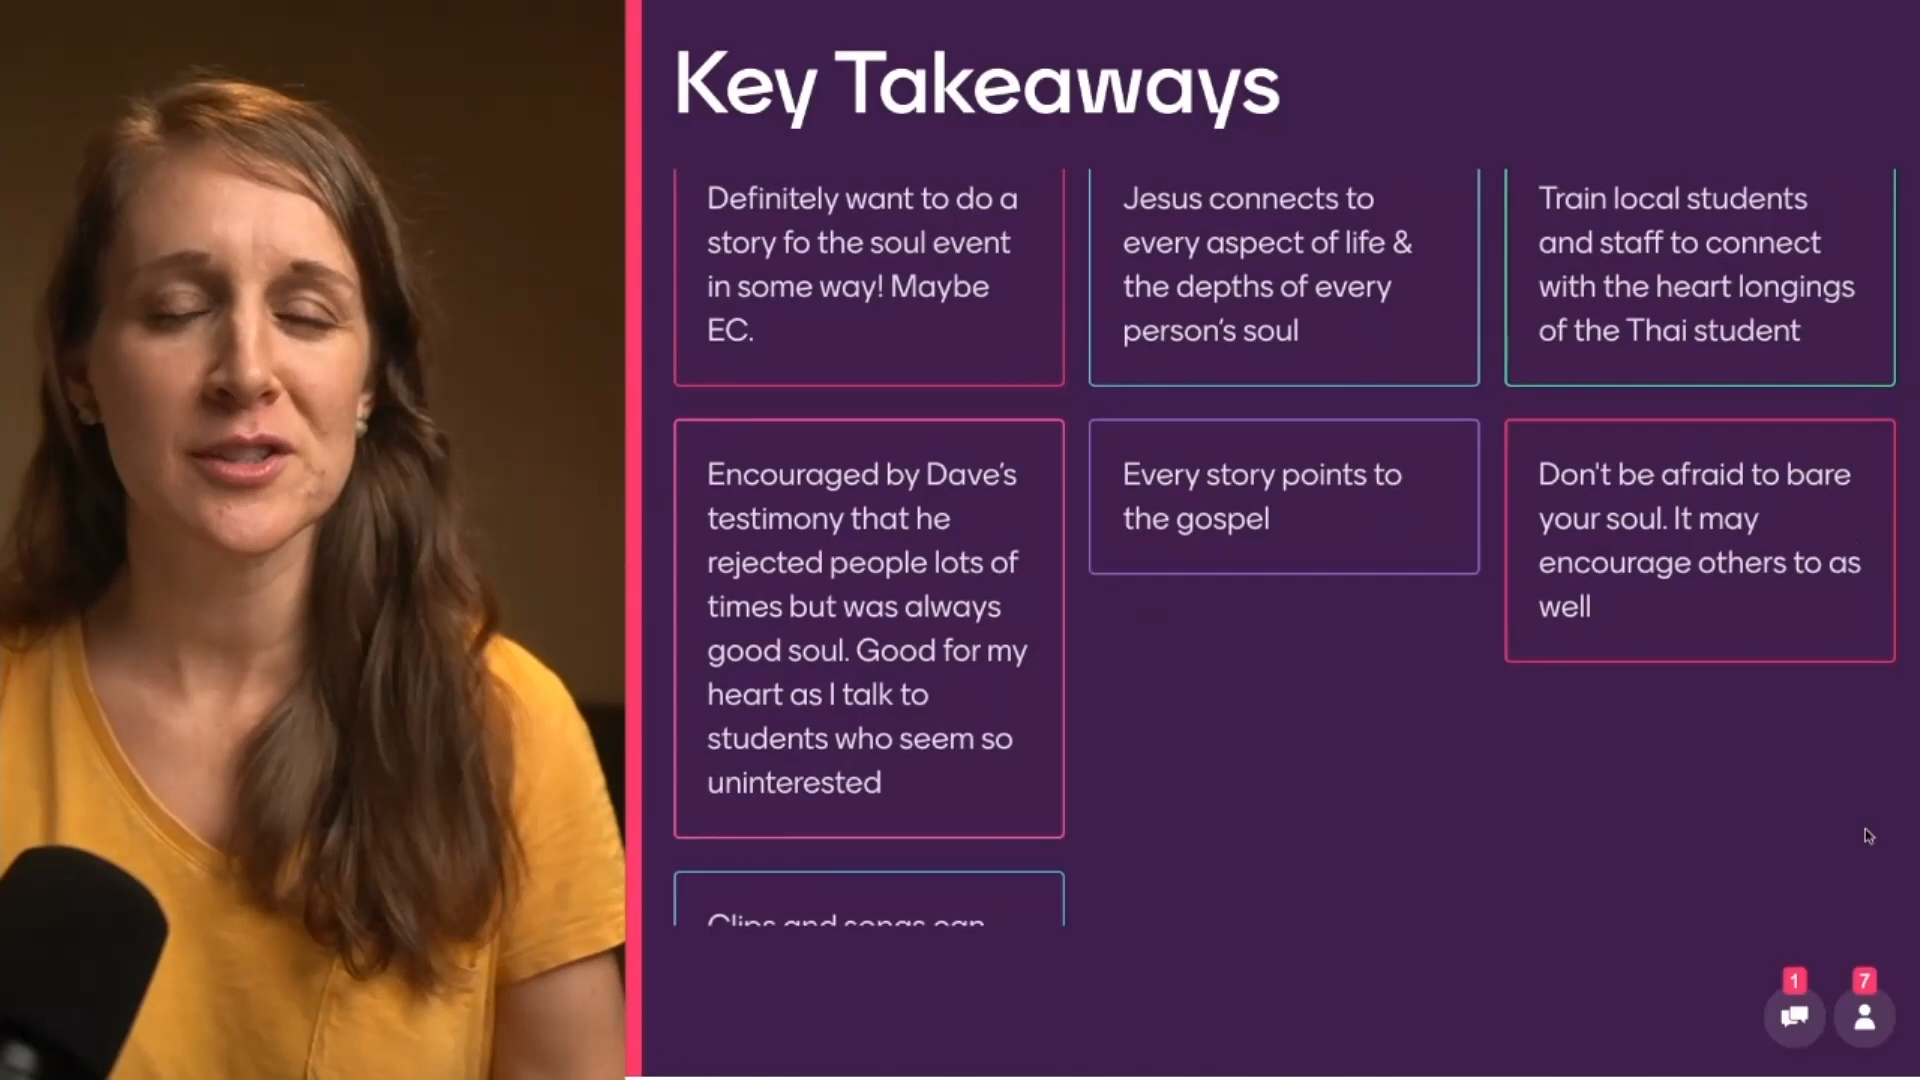 Key Takeaways
Definitely want to do a
story fo the soul event
in some way! Maybe
EC.
Jesus connects to
every aspect of life &
the depths of every
person's soul
Train local students
and staff to connect
with the heart longings
of the Thai student
Encouraged by Dave's
testimony that he
rejected people lots of
times but was always
good soul. Good for my
heart as I talk to
students who seem so
uninterested
Every story points to
the gospel
Don't be afraid to bare
your soul. It may
encourage others to as
well
Clips and songs can
1
7